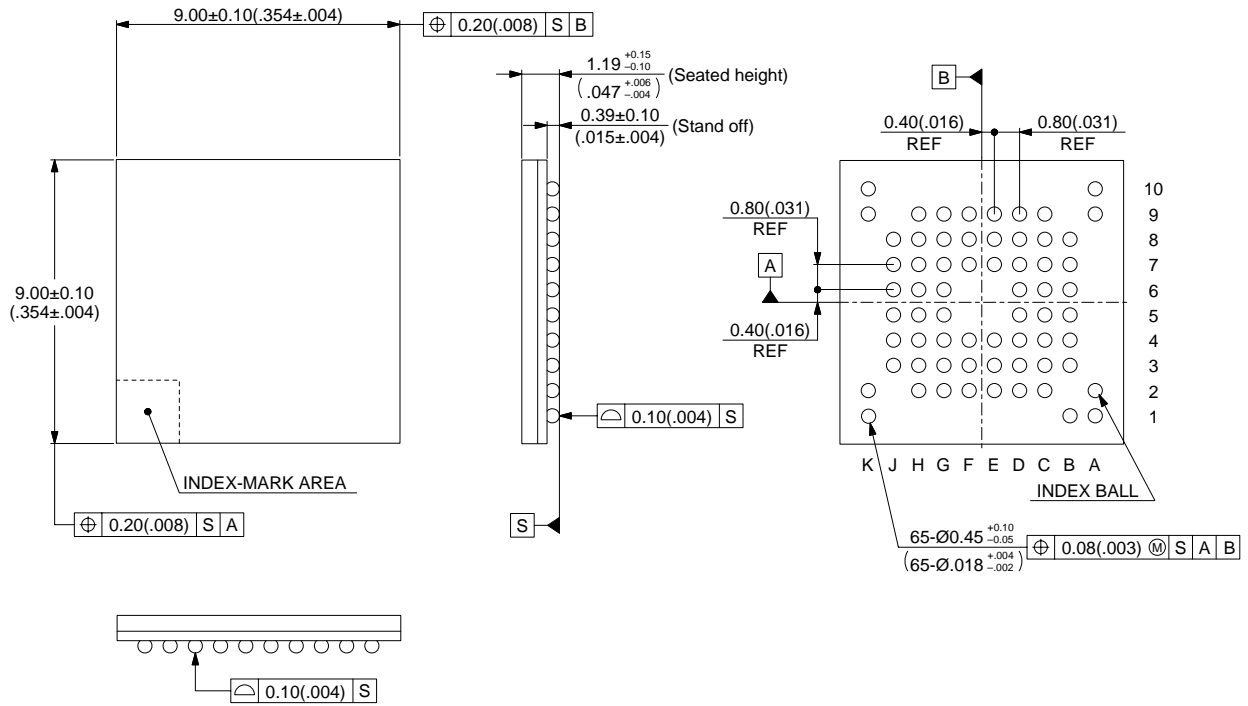 9.00±0.10(.354±.004)
⌖ 0.20(.008) S B
1.19 +0.15 –0.10 (Seated height)
(.047 +.006 –.004)
0.39±0.10 (Stand off)
(.015±.004)
B
0.40(.016) 0.80(.031)
REF REF
10
9
8
7
6
5
4
3
2
1
0.80(.031)
REF
A
0.40(.016)
REF
9.00±0.10
(.354±.004)
⌓ 0.10(.004) S
INDEX-MARK AREA
K J H G F E D C B A
INDEX BALL
⌖ 0.20(.008) S A
S
65-Ø0.45 +0.10 –0.05
(65-Ø.018 +.004 –.002)
⌖ 0.08(.003) Ⓜ S A B
⌓ 0.10(.004) S